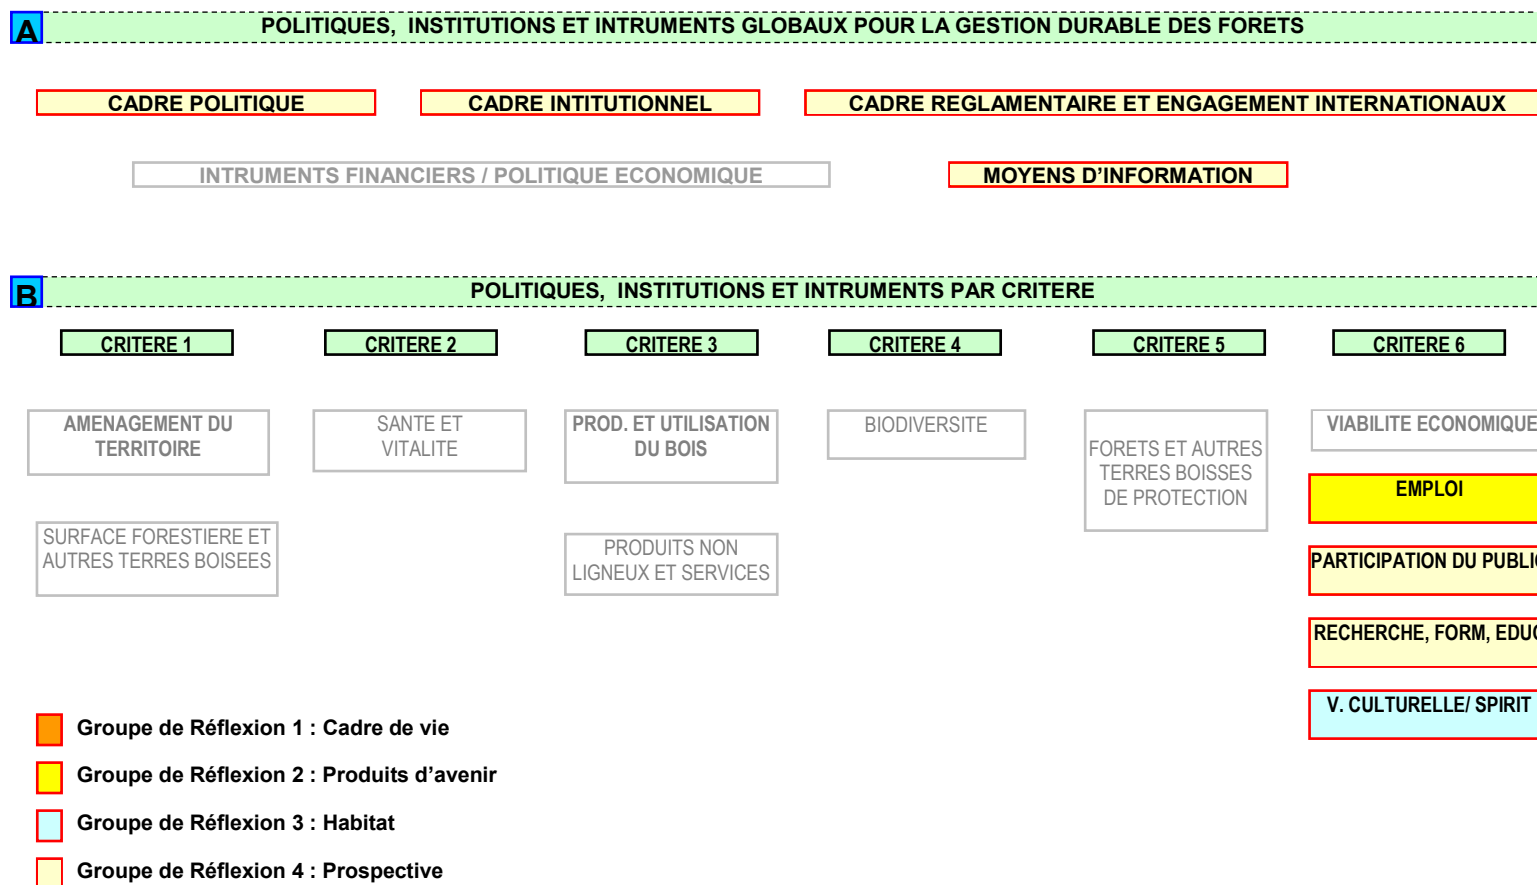 A
POLITIQUES, INSTITUTIONS ET INTRUMENTS GLOBAUX POUR LA GESTION DURABLE DES FORETS
CADRE POLITIQUE
CADRE INTITUTIONNEL
CADRE REGLAMENTAIRE ET ENGAGEMENT INTERNATIONAUX
INTRUMENTS FINANCIERS / POLITIQUE ECONOMIQUE
MOYENS D'INFORMATION
B
POLITIQUES, INSTITUTIONS ET INTRUMENTS PAR CRITERE
CRITERE 1
CRITERE 2
CRITERE 3
CRITERE 4
CRITERE 5
CRITERE 6
AMENAGEMENT DU
TERRITOIRE
SURFACE FORESTIERE ET
AUTRES TERRES BOISEES
SANTE ET
VITALITE
PROD. ET UTILISATION
DU BOIS
PRODUITS NON
LIGNEUX ET SERVICES
BIODIVERSITE
FORETS ET AUTRES
TERRES BOISSES
DE PROTECTION
VIABILITE ECONOMIQUE
EMPLOI
PARTICIPATION DU PUBLIC
RECHERCHE, FORM, EDUC
V. CULTURELLE/ SPIRIT
Groupe de Réflexion 1 : Cadre de vie
Groupe de Réflexion 2 : Produits d'avenir
Groupe de Réflexion 3 : Habitat
Groupe de Réflexion 4 : Prospective